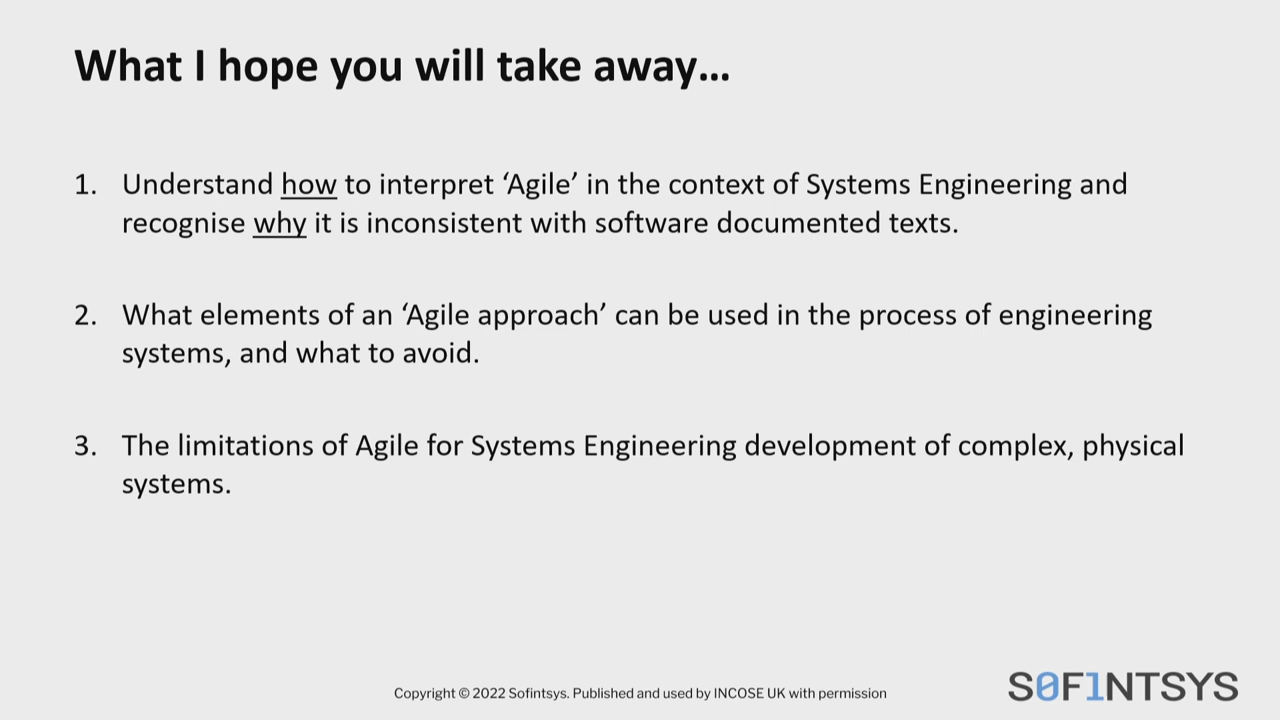 What I hope you will take away...
1. Understand how to interpret ‘Agile’ in the context of Systems Engineering and
recognise why it is inconsistent with software documented texts.
2. What elements of an ‘Agile approach’ can be used in the process of engineering
systems, and what to avoid.
3. The limitations of Agile for Systems Engineering development of complex, physical
systems.
Copyright © 2022 Sofintsys. Published and used by INCOSE UK with permission
S0F1NTSYS